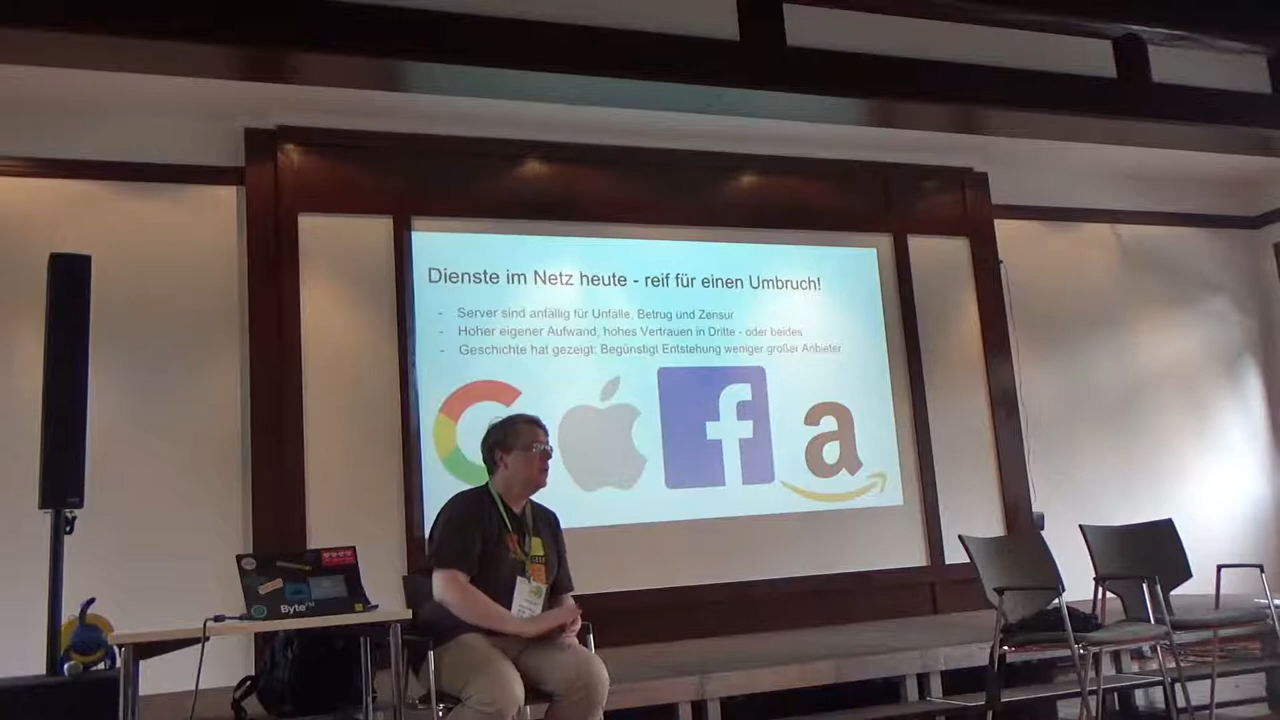 Dienste im Netz heute - reif für einen Umbruch!
- Server sind anfällig für Unfälle, Betrug und Zensur
- Hoher eigener Aufwand, hohes Vertrauen in Dritte - oder beides
- Geschichte hat gezeigt: Begünstigt Entstehung weniger großer Anbieter
f
a
ByteFM